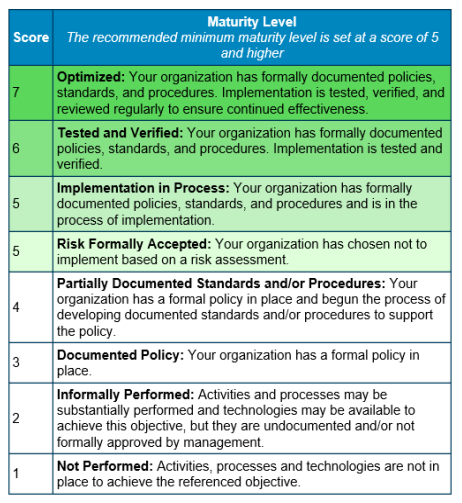 Score
Maturity Level
The recommended minimum maturity level is set at a score of 5
and higher
7
Optimized: Your organization has formally documented policies,
standards, and procedures. Implementation is tested, verified, and
reviewed regularly to ensure continued effectiveness.
6
Tested and Verified: Your organization has formally documented
policies, standards, and procedures. Implementation is tested and
verified.
5
Implementation in Process: Your organization has formally
documented policies, standards, and procedures and is in the
process of implementation.
5
Risk Formally Accepted: Your organization has chosen not to
implement based on a risk assessment.
4
Partially Documented Standards and/or Procedures: Your
organization has a formal policy in place and begun the process of
developing documented standards and/or procedures to support
the policy.
3
Documented Policy: Your organization has a formal policy in
place.
2
Informally Performed: Activities and processes may be
substantially performed and technologies may be available to
achieve this objective, but they are undocumented and/or not
formally approved by management.
1
Not Performed: Activities, processes and technologies are not in
place to achieve the referenced objective.